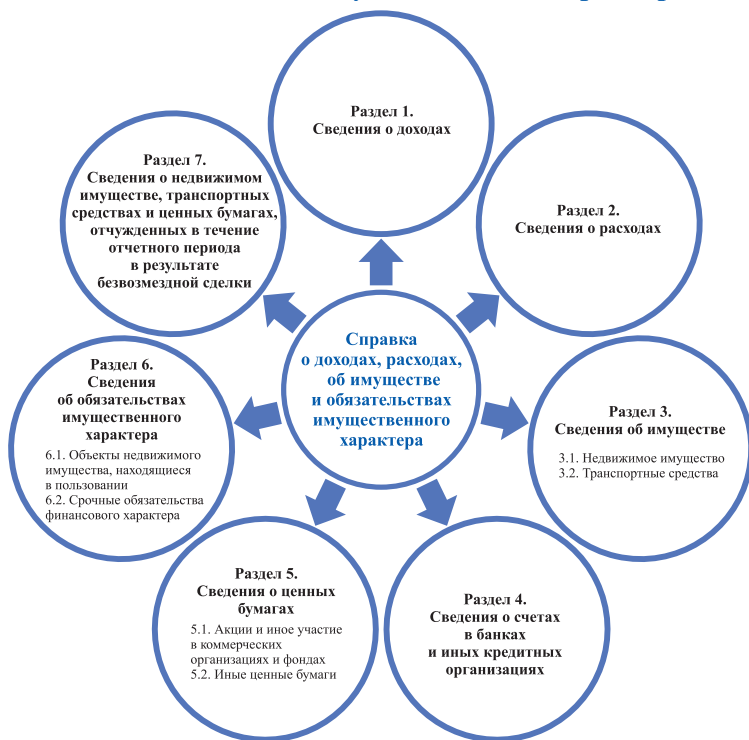 Раздел 1.
Сведения о доходах
Раздел 2.
Сведения о расходах
Раздел 3.
Сведения об имуществе
3.1. Недвижимое имущество
3.2. Транспортные средства
Раздел 4.
Сведения о счетах
в банках
и иных кредитных
организациях
Раздел 5.
Сведения о ценных
бумагах
5.1. Акции и иное участие
в коммерческих
организациях и фондах
5.2. Иные ценные бумаги
Раздел 6.
Сведения
об обязательствах
имущественного
характера
6.1. Объекты недвижимого
имущества, находящиеся
в пользовании
6.2. Срочные обязательства
финансового характера
Раздел 7.
Сведения о недвижимом
имуществе, транспортных
средствах и ценных бумагах,
отчужденных в течение
отчетного периода
в результате
безвозмездной сделки
Справка
о доходах, расходах,
об имуществе
и обязательствах
имущественного
характера